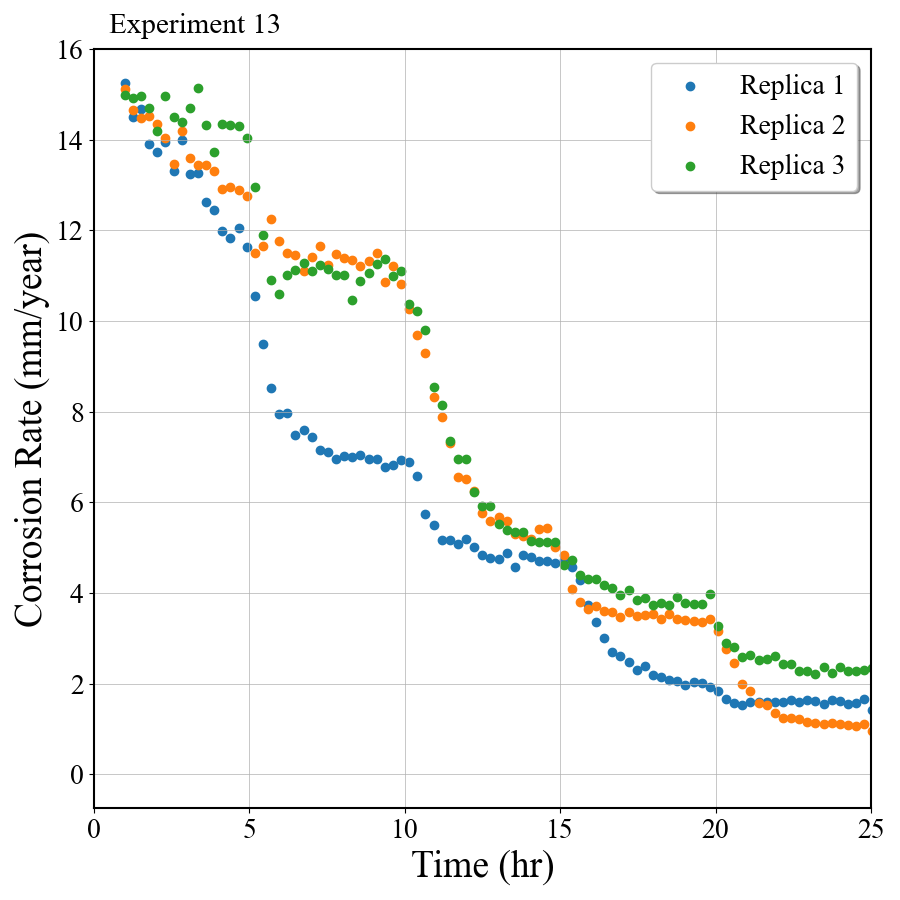 Experiment 13
16
14
12
10
8
6
4
2
0
Corrosion Rate (mm/year)
Replica 1
Replica 2
Replica 3
0 5 10 15 20 25
Time (hr)